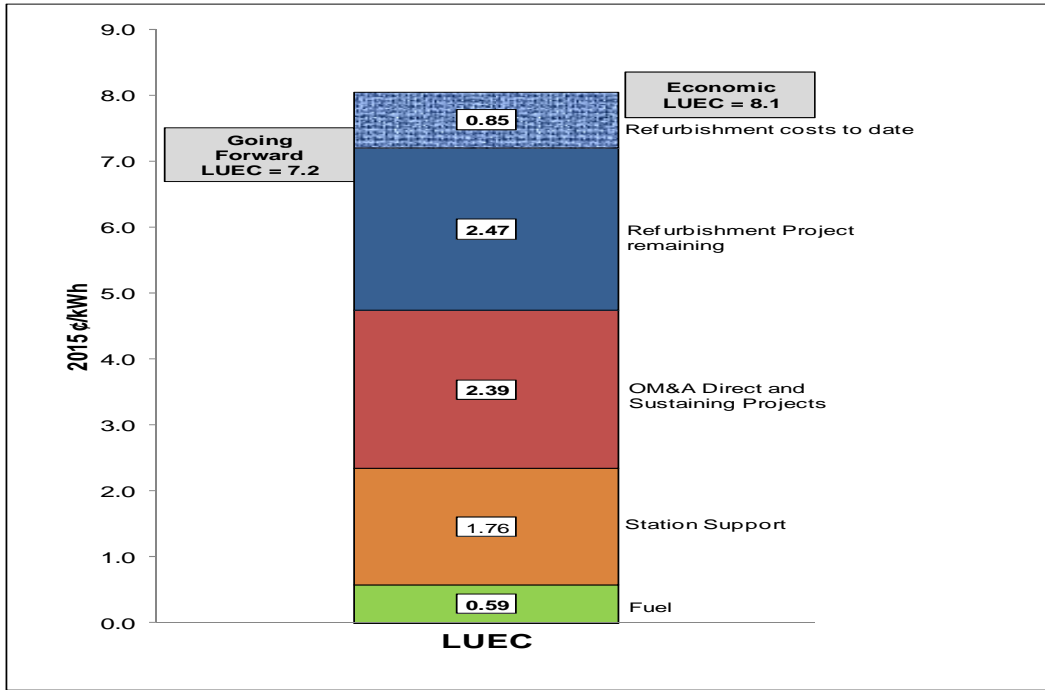 9.0
8.0
7.0
6.0
5.0
4.0
3.0
2.0
1.0
0.0
2015 ¢/kWh
Going
Forward
LUEC = 7.2
Economic
LUEC = 8.1
0.85
Refurbishment costs to date
2.47
Refurbishment Project
remaining
2.39
OM&A Direct and
Sustaining Projects
1.76
Station Support
0.59
Fuel
LUEC